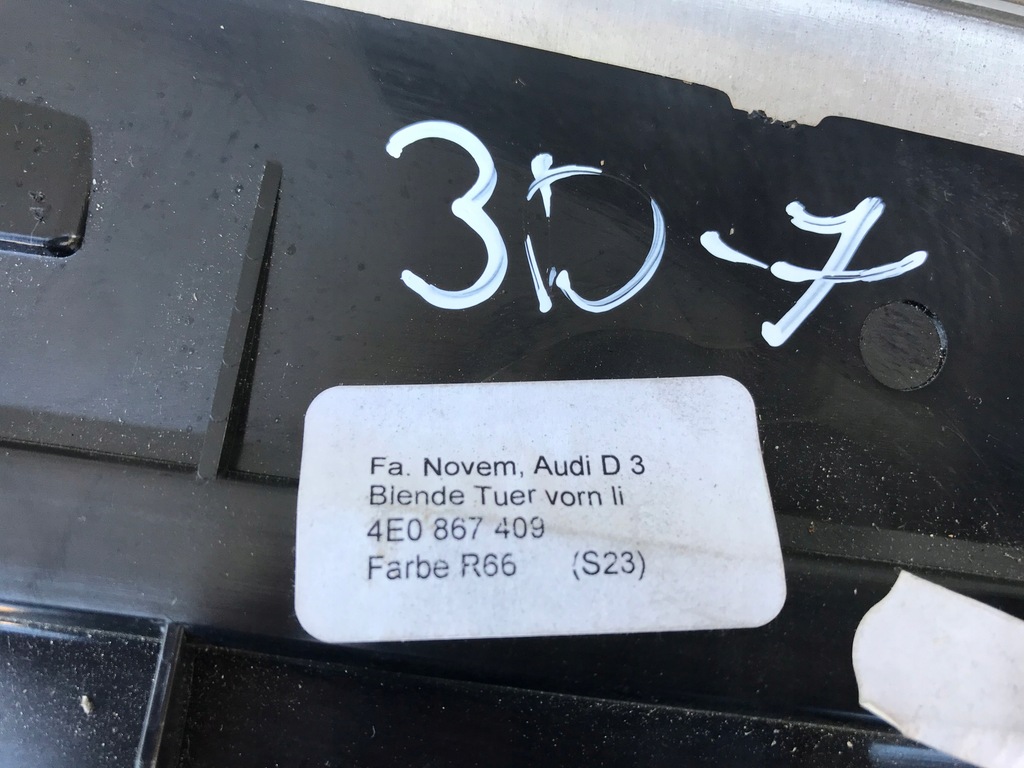 3D-7
Fa. Novem, Audi D 3
Blende Tuer vorn li
4E0 867 409
Farbe R66 (S23)